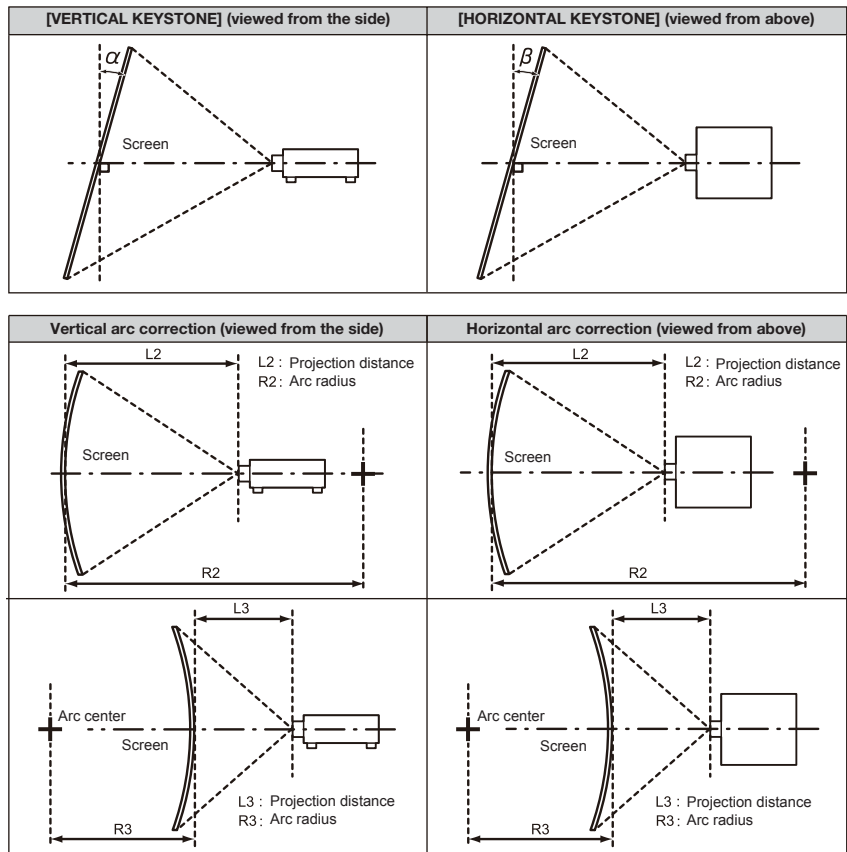 [VERTICAL KEYSTONE] (viewed from the side)
[HORIZONTAL KEYSTONE] (viewed from above)
α
Screen
β
Screen
Vertical arc correction (viewed from the side)
Horizontal arc correction (viewed from above)
L2
L2 : Projection distance
R2 : Arc radius
Screen
R2
L2
L2 : Projection distance
R2 : Arc radius
Screen
R2
L3
Arc center
Screen
L3 : Projection distance
R3 : Arc radius
R3
L3
Arc center
Screen
L3 : Projection distance
R3 : Arc radius
R3